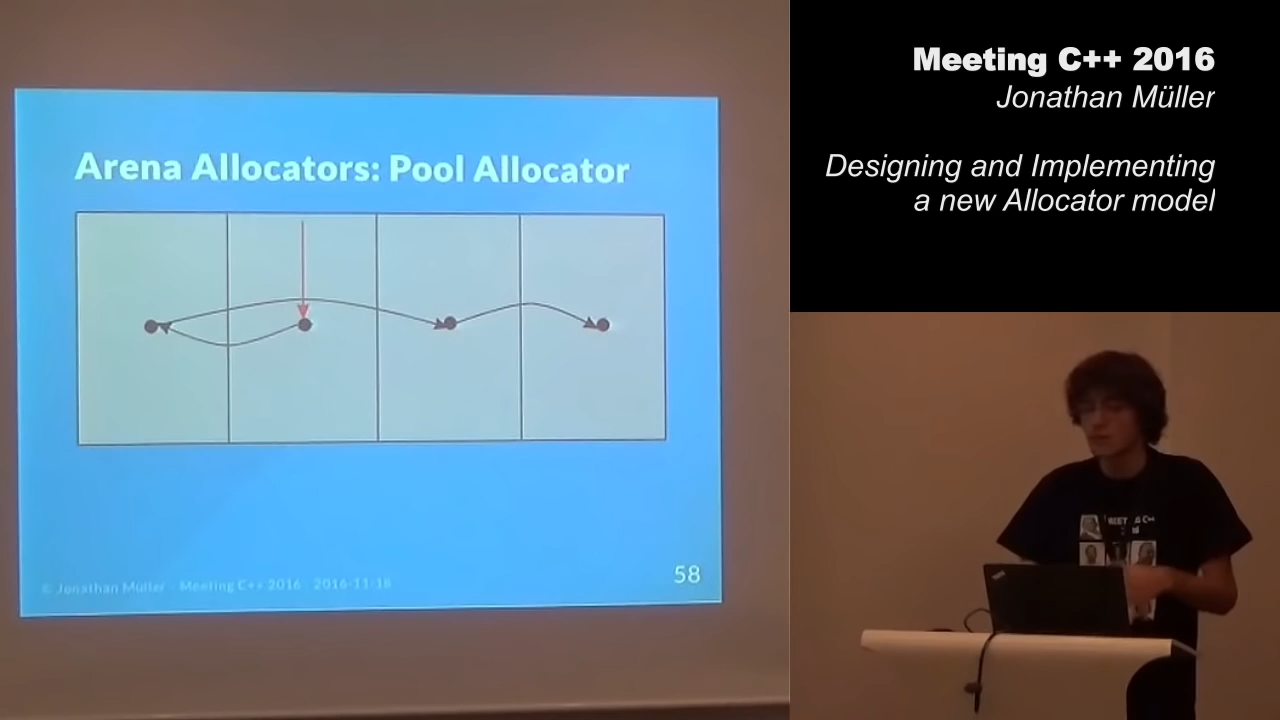 Arena Allocators: Pool Allocator
© Jonathan Müller - Meeting C++ 2016 2016-11-18
58
Meeting C++ 2016
Jonathan Müller
Designing and Implementing
a new Allocator model